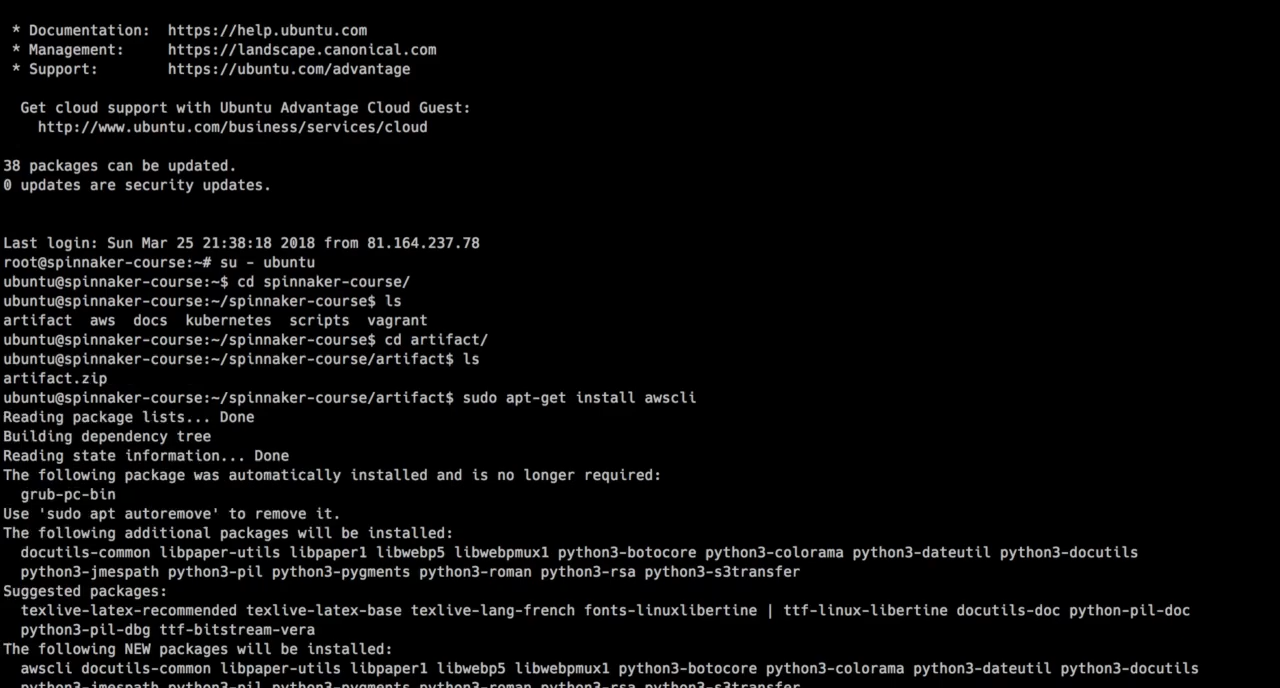 * Documentation:  https://help.ubuntu.com
* Management:     https://landscape.canonical.com
* Support:        https://ubuntu.com/advantage
Get cloud support with Ubuntu Advantage Cloud Guest:
http://www.ubuntu.com/business/services/cloud
38 packages can be updated.
0 updates are security updates.
Last login: Sun Mar 25 21:38:18 2018 from 81.164.237.78
root@spinnaker-course:~# su - ubuntu
ubuntu@spinnaker-course:~$ cd spinnaker-course/
ubuntu@spinnaker-course:~/spinnaker-course$ ls
artifact  aws  docs  kubernetes  scripts  vagrant
ubuntu@spinnaker-course:~/spinnaker-course$ cd artifact/
ubuntu@spinnaker-course:~/spinnaker-course/artifact$ ls
artifact.zip
ubuntu@spinnaker-course:~/spinnaker-course/artifact$ sudo apt-get install awscli
Reading package lists... Done
Building dependency tree
Reading state information... Done
The following package was automatically installed and is no longer required:
grub-pc-bin
Use 'sudo apt autoremove' to remove it.
The following additional packages will be installed:
docutils-common libpaper-utils libpaper1 libwebp5 libwebpmux1 python3-botocore python3-colorama python3-dateutil python3-docutils
python3-jmespath python3-pil python3-pygments python3-roman python3-rsa python3-s3transfer
Suggested packages:
texlive-latex-recommended texlive-latex-base texlive-lang-french fonts-linuxlibertine | ttf-linux-libertine docutils-doc python-pil-doc
python3-pil-dbg ttf-bitstream-vera
The following NEW packages will be installed:
awscli docutils-common libpaper-utils libpaper1 libwebp5 libwebpmux1 python3-botocore python3-colorama python3-dateutil python3-docutils
python3-jmespath python3-pil python3-pygments python3-roman python3-rsa python3-s3transfer